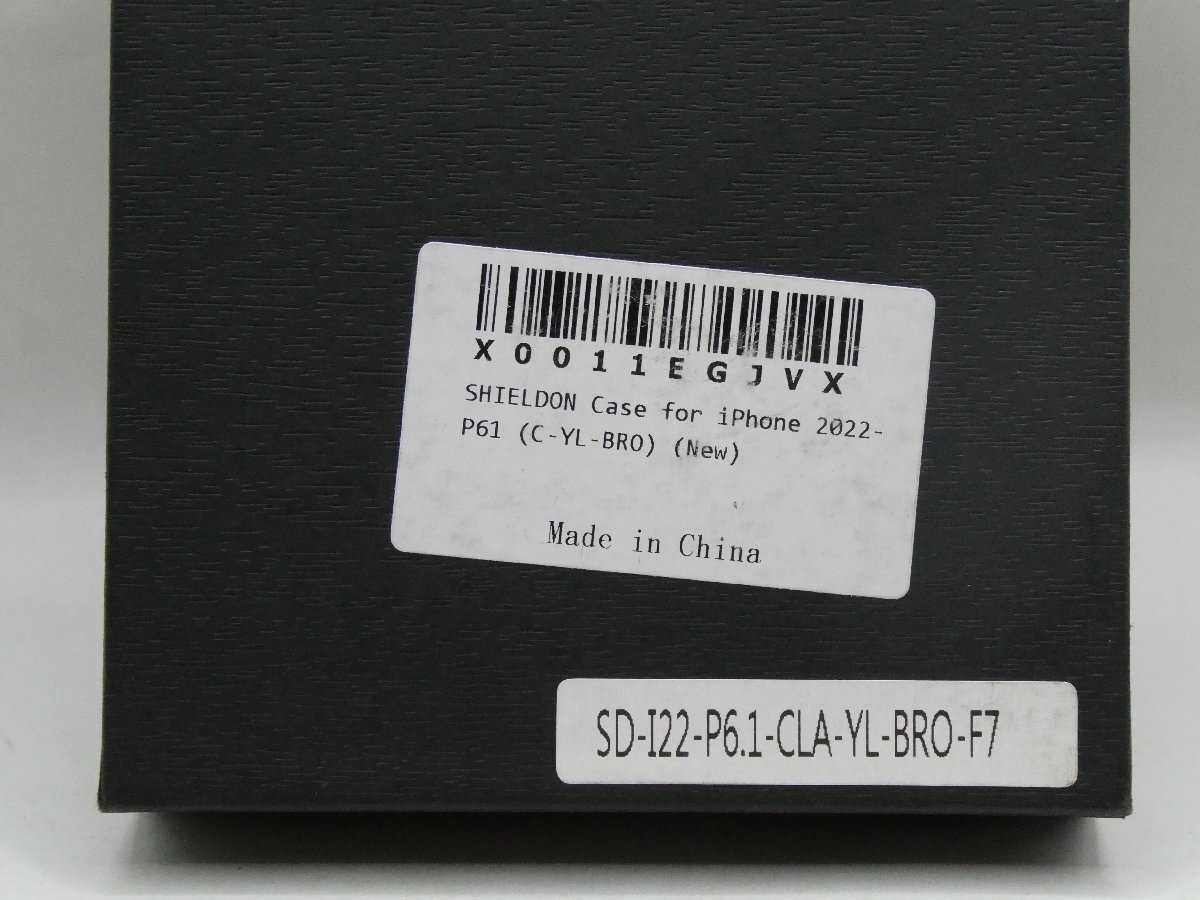 X0011EGJVX
SHIELDON Case for iPhone 2022-
P61 (C-YL-BRO) (New)
Made in China
SD-I22-P6.1-CLA-YL-BRO-F7